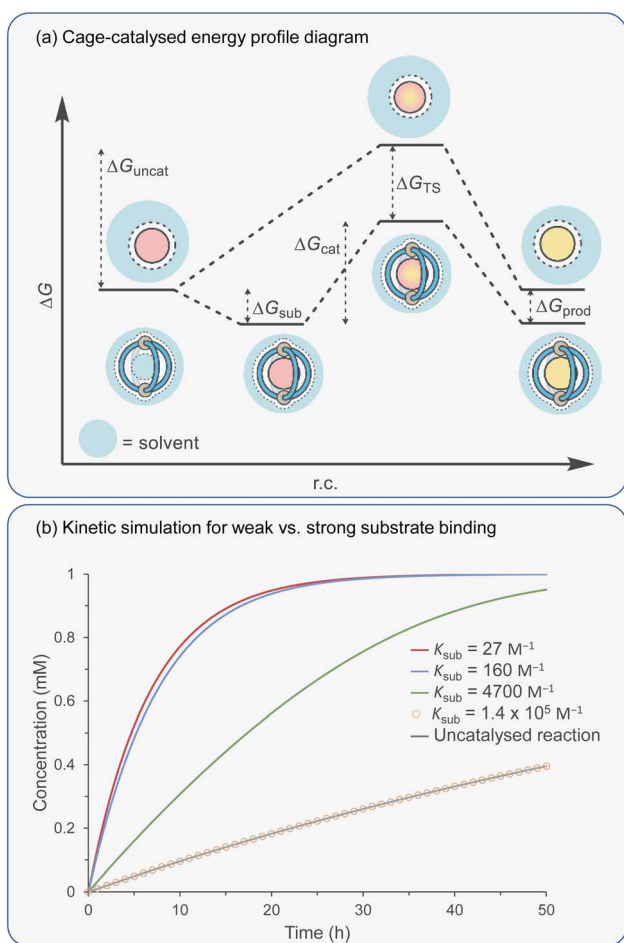 (a) Cage-catalysed energy profile diagram
ΔG
ΔGuncat
ΔGTS
ΔGcat
ΔGsub
ΔGprod
= solvent
r.c.
(b) Kinetic simulation for weak vs. strong substrate binding
Concentration (mM)
1
0.8
0.6
0.4
0.2
0
Ksub = 27 M⁻¹
Ksub = 160 M⁻¹
Ksub = 4700 M⁻¹
Ksub = 1.4 x 10⁵ M⁻¹
Uncatalysed reaction
0 10 20 30 40 50
Time (h)